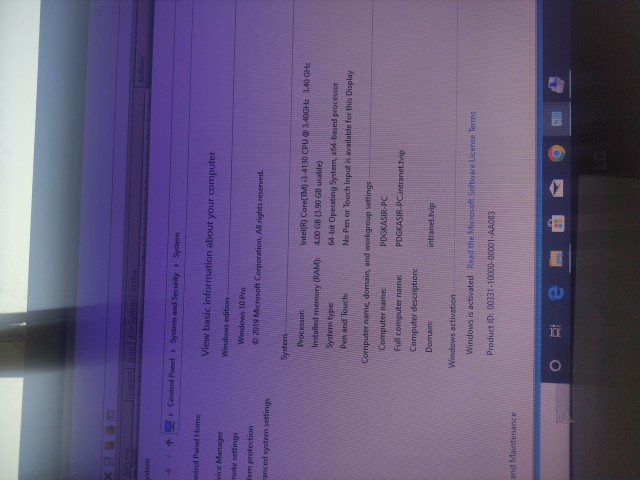 Control Panel > System and Security > System
ntrol Panel Home
vice Manager
mote settings
tem protection
vanced system settings
View basic information about your computer
Windows edition
Windows 10 Pro
© 2019 Microsoft Corporation. All rights reserved.
System
Processor: Intel(R) Core(TM) i3-4130 CPU @ 3.40GHz 3.40 GHz
Installed memory (RAM): 4.00 GB (3.90 GB usable)
System type: 64-bit Operating System, x64-based processor
Pen and Touch: No Pen or Touch Input is available for this Display
Computer name, domain, and workgroup settings
Computer name: PDGKASIR-PC
Full computer name: PDGKASIR-PC.intranet.tvip
Computer description:
Domain: intranet.tvip
Windows activation
Windows is activated Read the Microsoft Software License Terms
Product ID: 00331-10000-00001-AA083
and Maintenance
LG